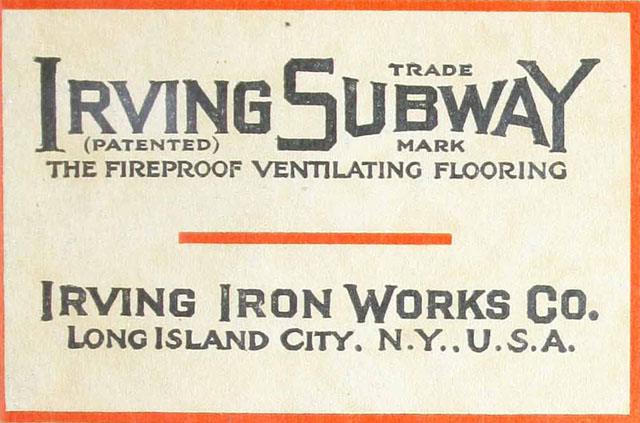 IRVING SUBWAY
TRADE
(PATENTED) MARK
THE FIREPROOF VENTILATING FLOORING
IRVING IRON WORKS CO.
LONG ISLAND CITY. N.Y., U.S.A.